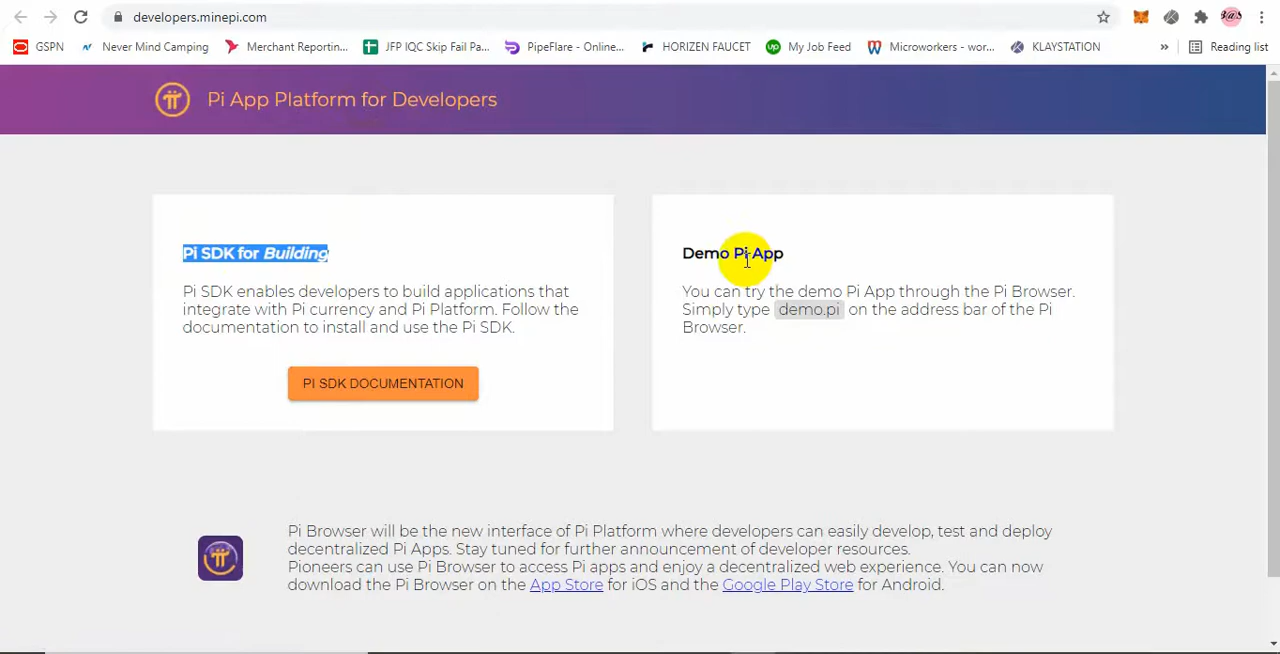 developers.minepi.com
GSPN
Never Mind Camping
Merchant Reportin...
JFP IQC Skip Fail Pa...
PipeFlare - Online...
HORIZEN FAUCET
My Job Feed
Microworkers - wor...
KLAYSTATION
»
Reading list
Pi App Platform for Developers
Pi SDK for Building
Pi SDK enables developers to build applications that
integrate with Pi currency and Pi Platform. Follow the
documentation to install and use the Pi SDK.
PI SDK DOCUMENTATION
Demo Pi App
You can try the demo Pi App through the Pi Browser.
Simply type demo.pi on the address bar of the Pi
Browser.
Pi Browser will be the new interface of Pi Platform where developers can easily develop, test and deploy
decentralized Pi Apps. Stay tuned for further announcement of developer resources.
Pioneers can use Pi Browser to access Pi apps and enjoy a decentralized web experience. You can now
download the Pi Browser on the App Store for iOS and the Google Play Store for Android.